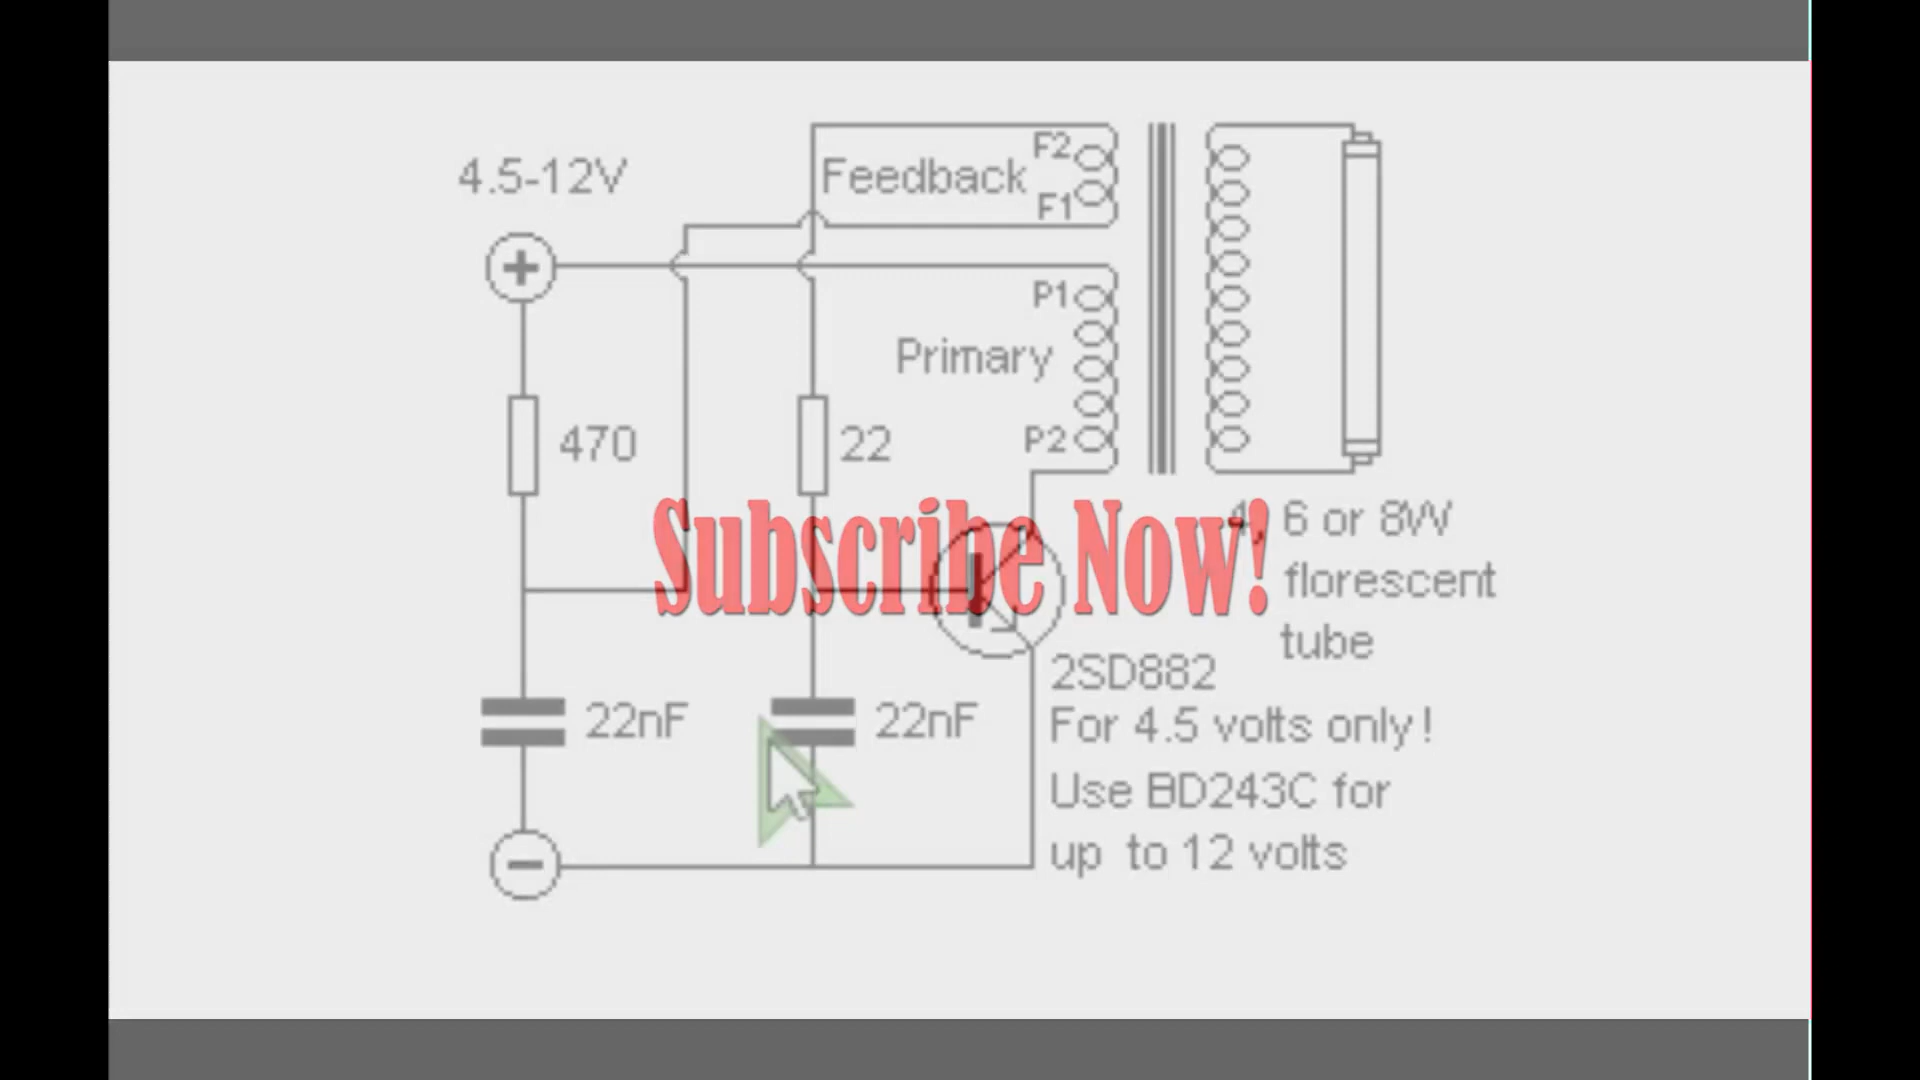 4.5-12V
Feedback
F2
F1
P1
Primary
P2
470
22
Subscribe Now!
4, 6 or 8W
florescent
tube
22nF
22nF
2SD882
For 4.5 volts only!
Use BD243C for
up to 12 volts